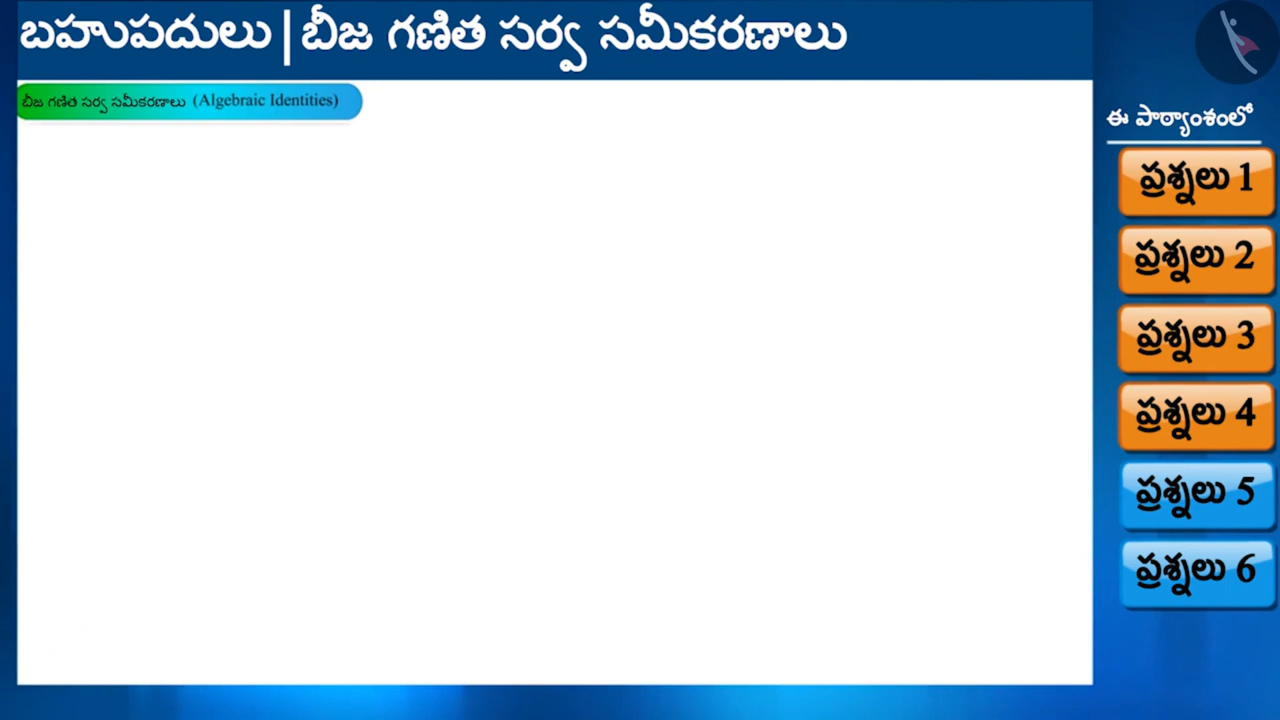 బహుపదులు|బీజ గణిత సర్వ సమీకరణాలు
బీజ గణిత సర్వ సమీకరణాలు (Algebraic Identities)
ఈ పాఠ్యాంశంలో
ప్రశ్నలు 1
ప్రశ్నలు 2
ప్రశ్నలు 3
ప్రశ్నలు 4
ప్రశ్నలు 5
ప్రశ్నలు 6